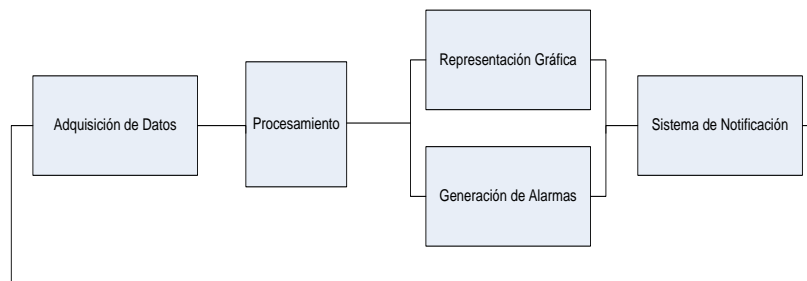 Adquisición de Datos
Procesamiento
Representación Gráfica
Generación de Alarmas
Sistema de Notificación